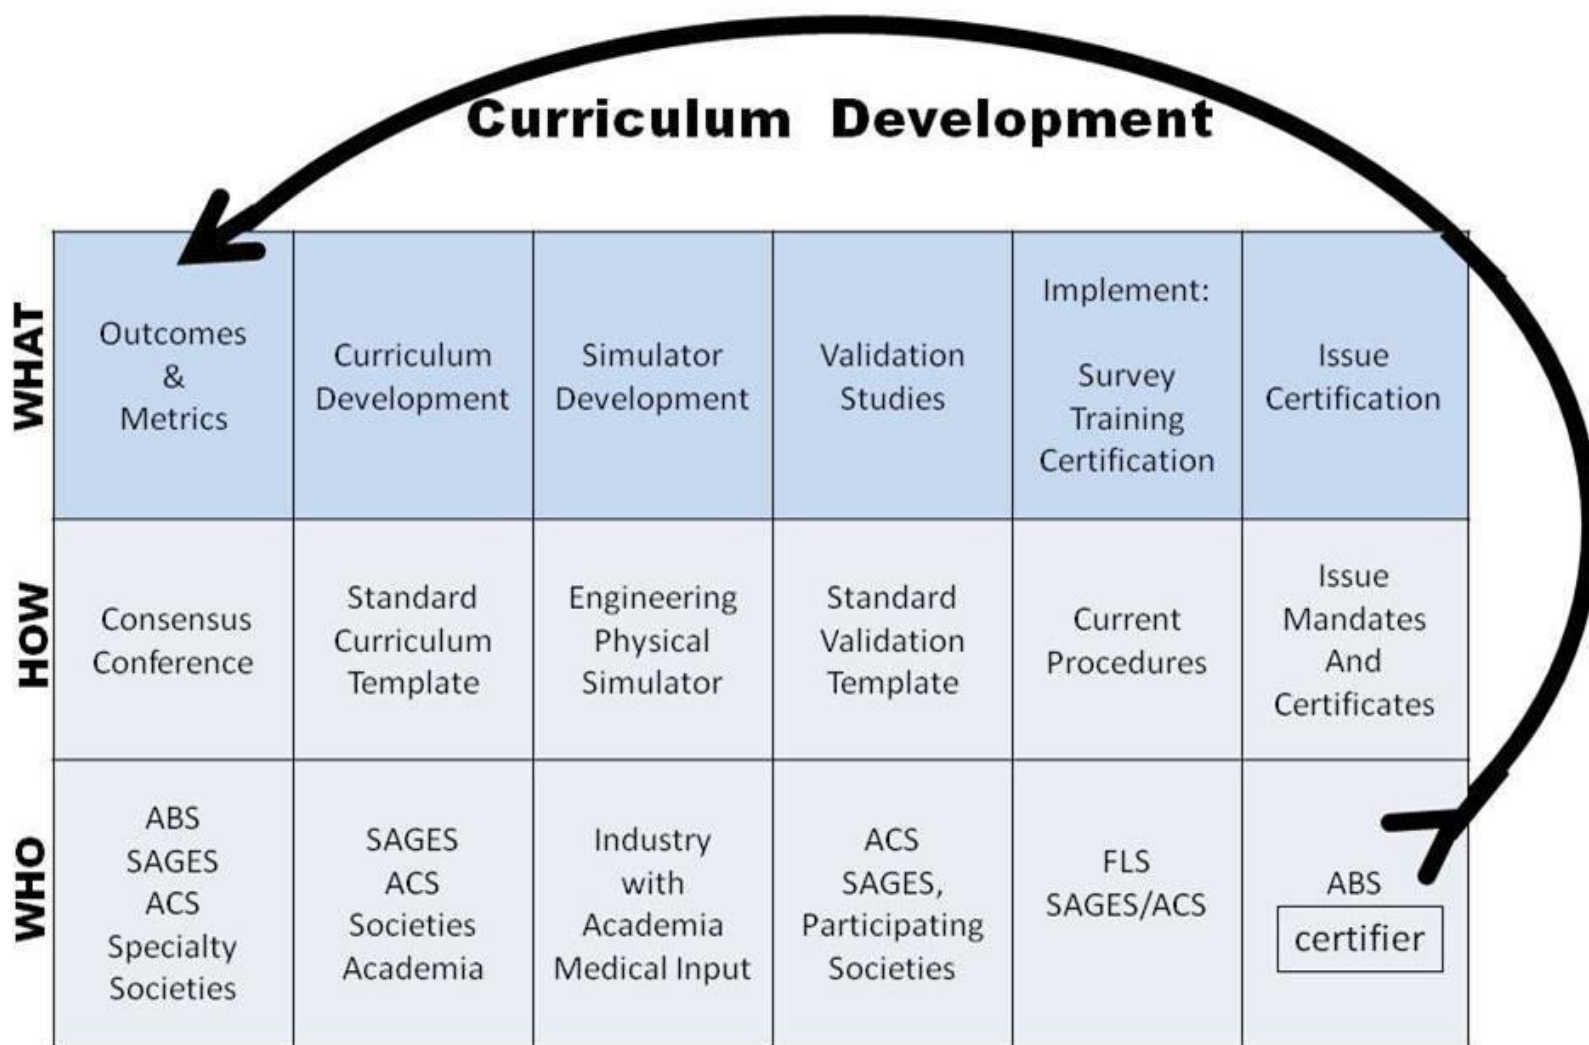 Curriculum Development
WHAT
Outcomes
&
Metrics
Curriculum
Development
Simulator
Development
Validation
Studies
Implement:
Survey
Training
Certification
Issue
Certification
HOW
Consensus
Conference
Standard
Curriculum
Template
Engineering
Physical
Simulator
Standard
Validation
Template
Current
Procedures
Issue
Mandates
And
Certificates
WHO
ABS
SAGES
ACS
Specialty
Societies
SAGES
ACS
Societies
Academia
Industry
with
Academia
Medical Input
ACS
SAGES,
Participating
Societies
FLS
SAGES/ACS
ABS
certifier